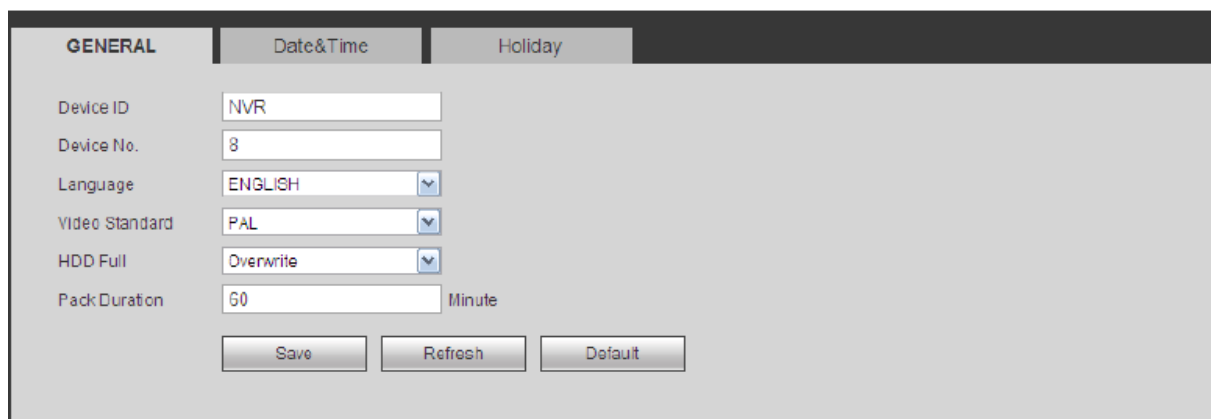 GENERAL Date&Time Holiday
Device ID NVR
Device No. 8
Language ENGLISH
Video Standard PAL
HDD Full Overwrite
Pack Duration 60 Minute
Save Refresh Default